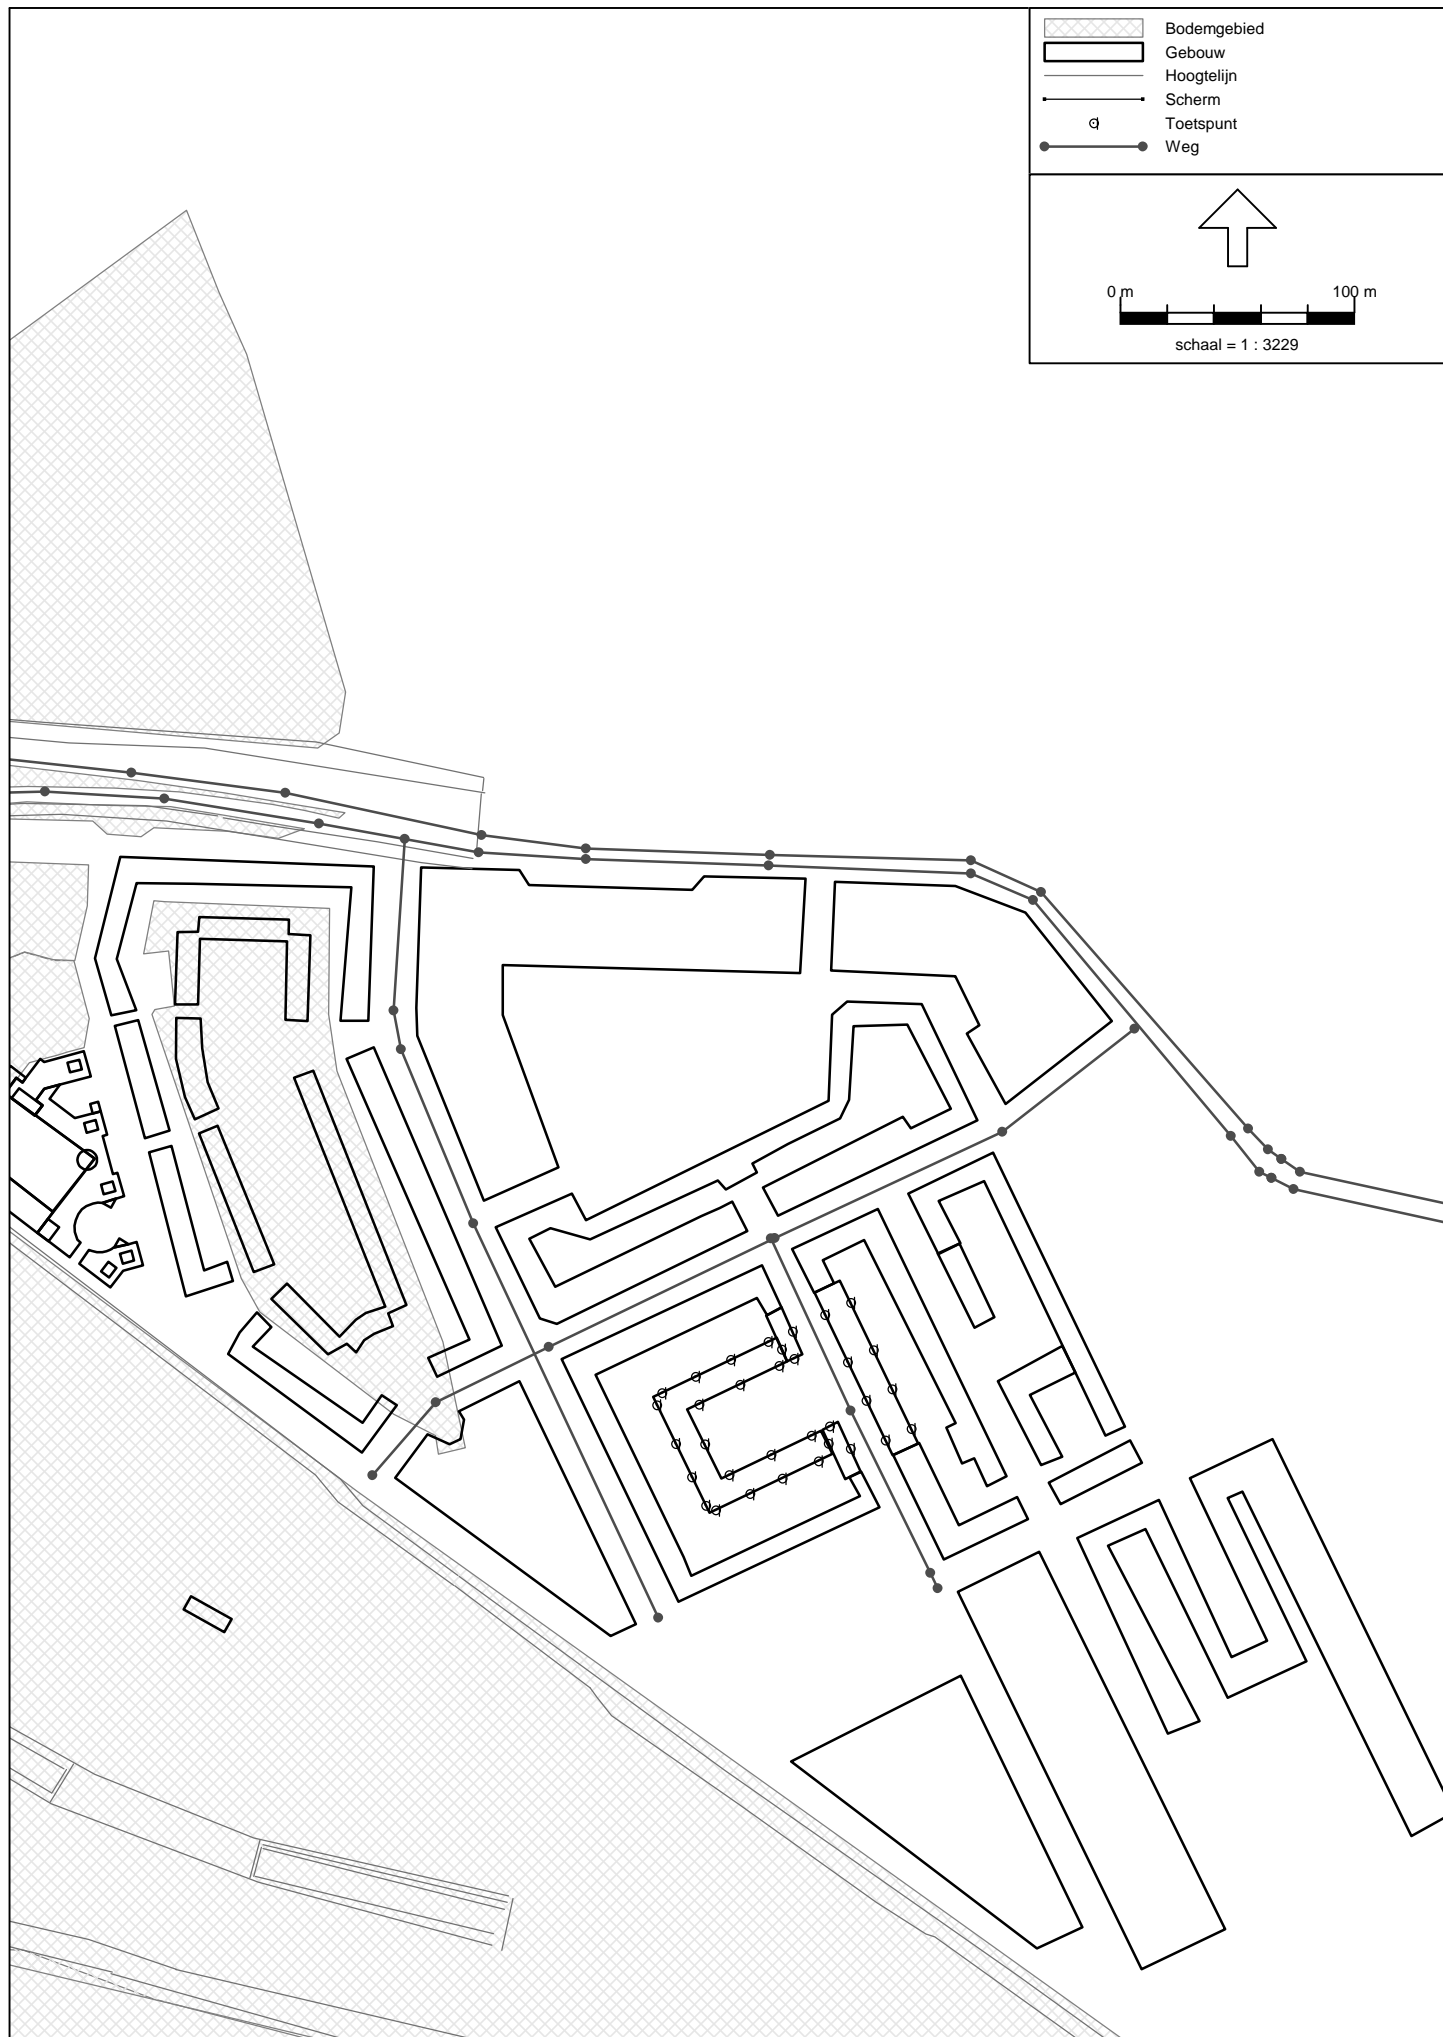 Bodemgebied
Gebouw
Hoogtelijn
Scherm
Toetspunt
Weg
0 m 100 m
schaal = 1 : 3229